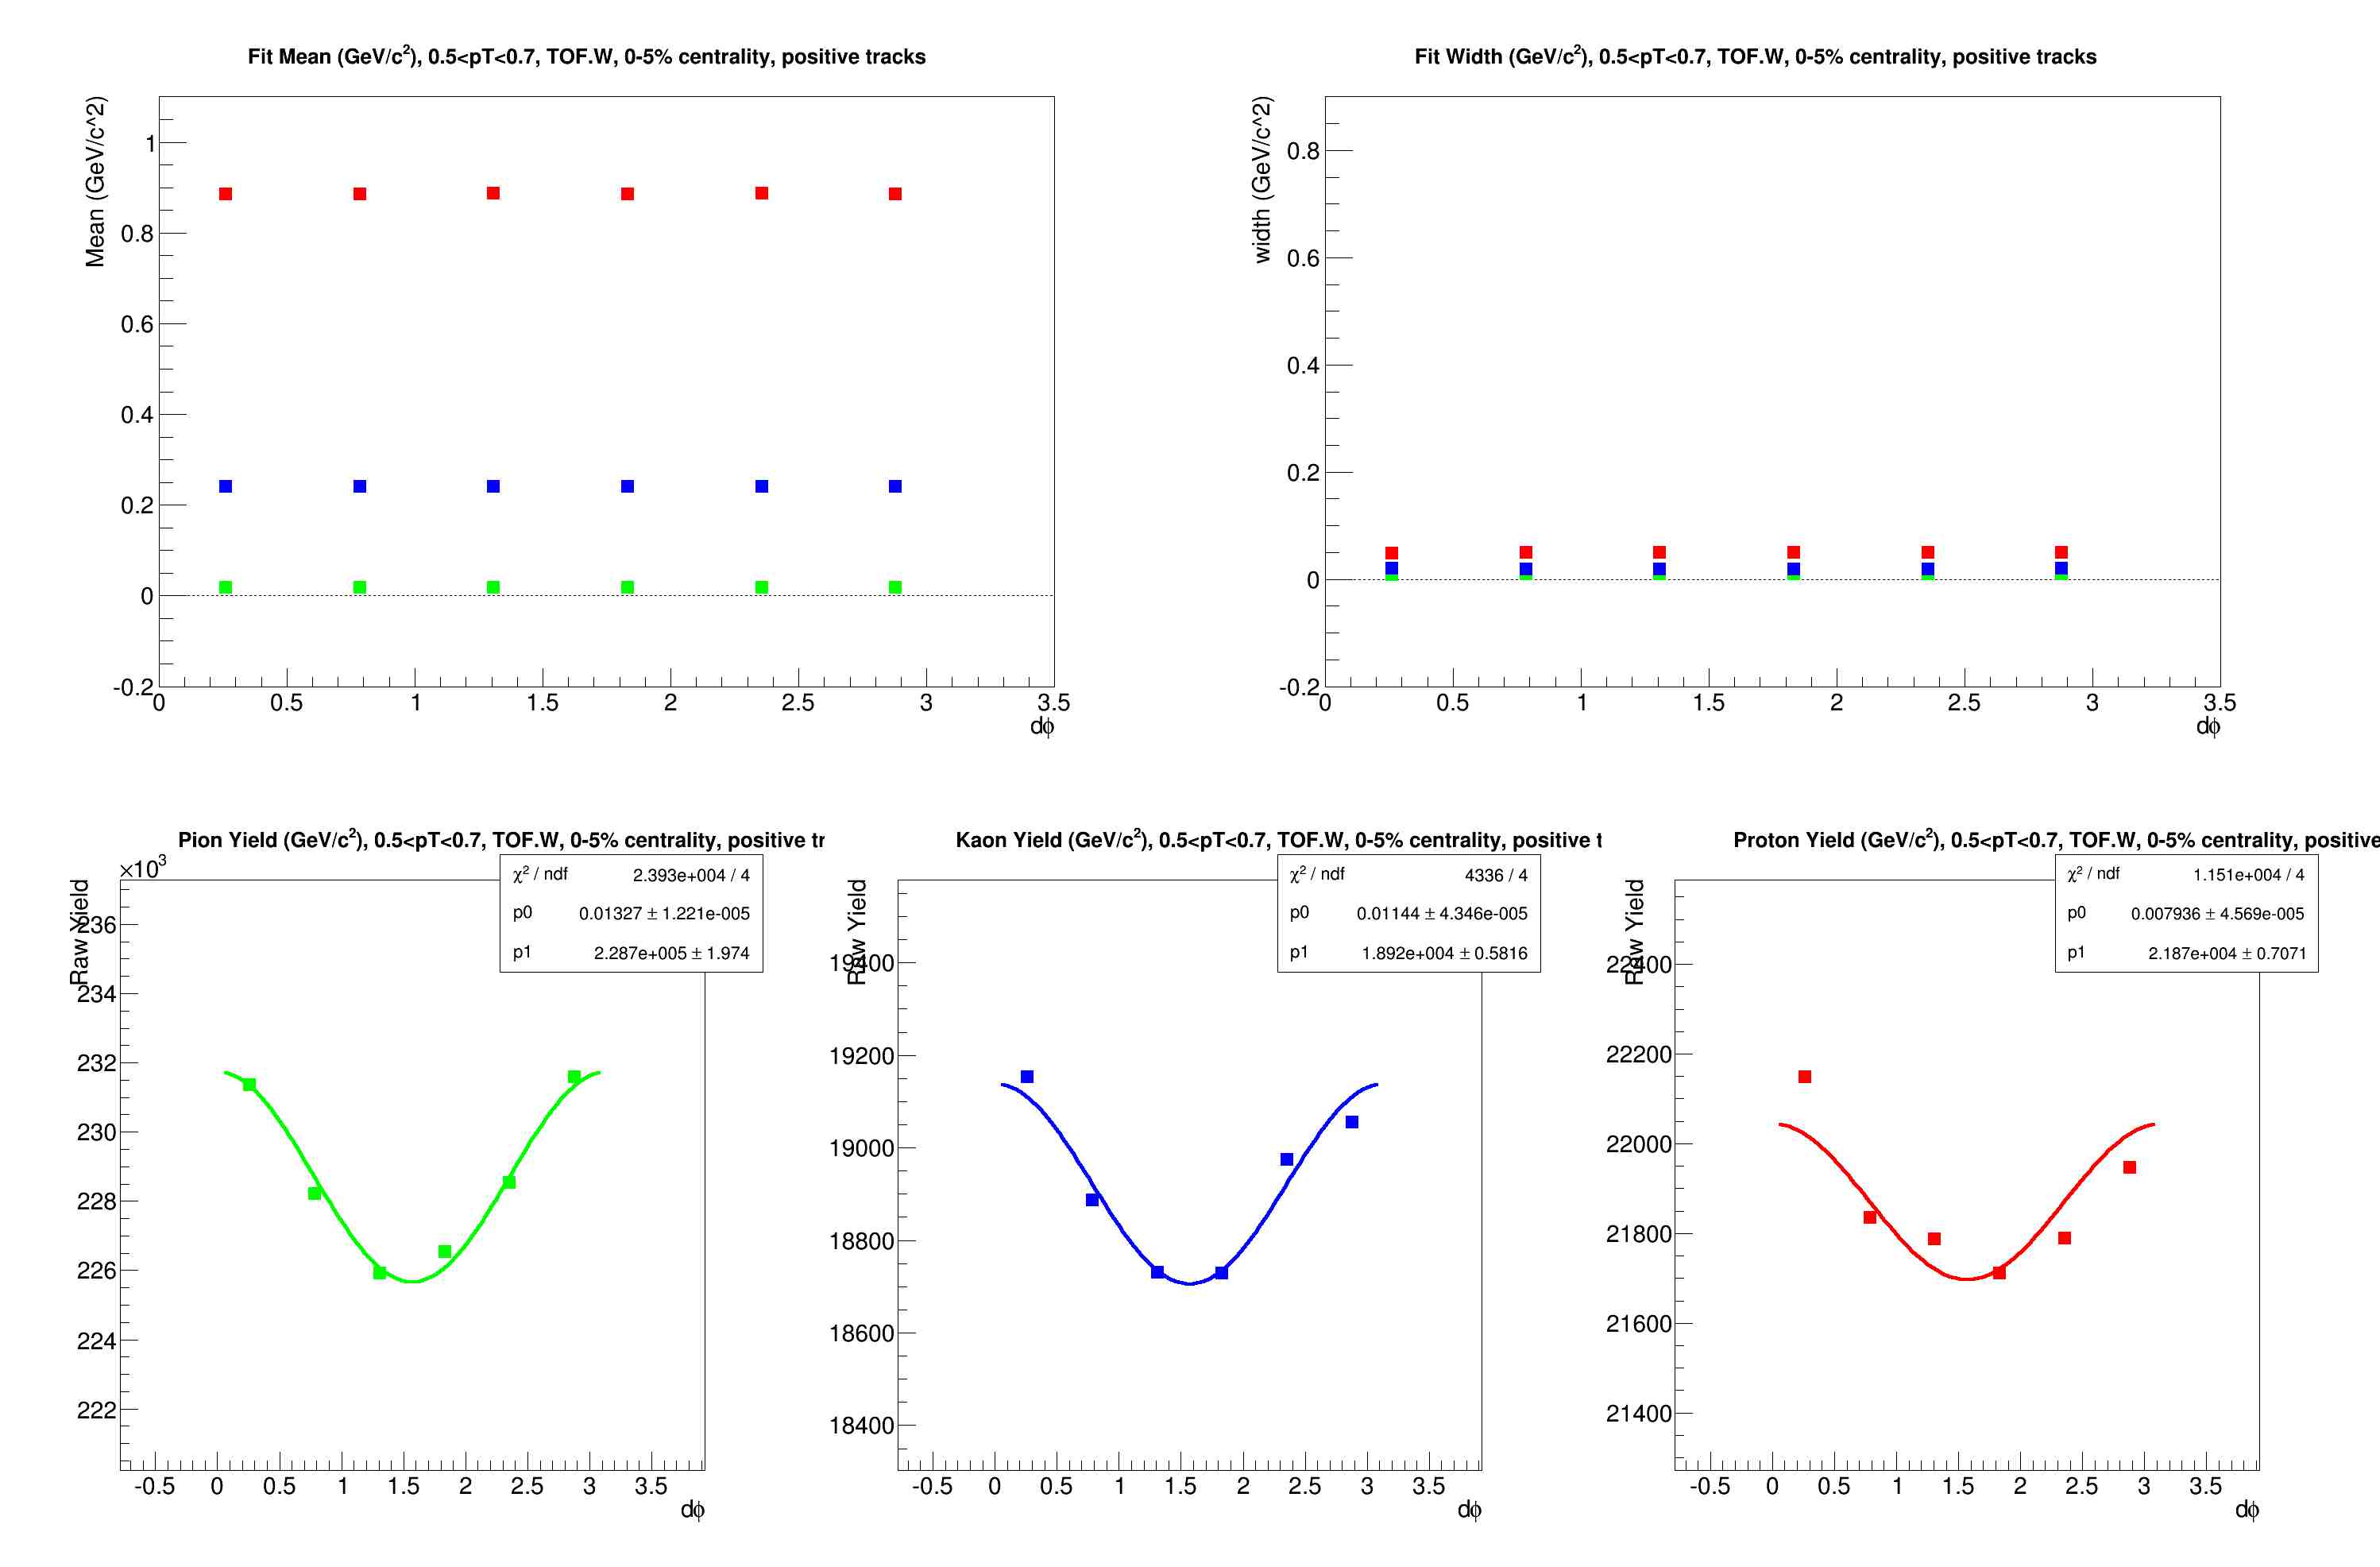 Fit Mean (GeV/c²), 0.5<pT<0.7, TOF.W, 0-5% centrality, positive tracks
Mean (GeV/c^2)
1
0.8
0.6
0.4
0.2
0
-0.2
0 0.5 1 1.5 2 2.5 3 3.5
dϕ
Fit Width (GeV/c²), 0.5<pT<0.7, TOF.W, 0-5% centrality, positive tracks
width (GeV/c^2)
0.8
0.6
0.4
0.2
0
-0.2
0 0.5 1 1.5 2 2.5 3 3.5
dϕ
Pion Yield (GeV/c²), 0.5<pT<0.7, TOF.W, 0-5% centrality, positive tr
×10³
Raw Yield
χ² / ndf 2.393e+004 / 4
p0 0.01327 ± 1.221e-005
p1 2.287e+005 ± 1.974
236
234
232
230
228
226
224
222
-0.5 0 0.5 1 1.5 2 2.5 3 3.5
dϕ
Kaon Yield (GeV/c²), 0.5<pT<0.7, TOF.W, 0-5% centrality, positive t
Raw Yield
χ² / ndf 4336 / 4
p0 0.01144 ± 4.346e-005
p1 1.892e+004 ± 0.5816
19400
19200
19000
18800
18600
18400
-0.5 0 0.5 1 1.5 2 2.5 3 3.5
dϕ
Proton Yield (GeV/c²), 0.5<pT<0.7, TOF.W, 0-5% centrality, positive
Raw Yield
χ² / ndf 1.151e+004 / 4
p0 0.007936 ± 4.569e-005
p1 2.187e+004 ± 0.7071
22400
22200
22000
21800
21600
21400
-0.5 0 0.5 1 1.5 2 2.5 3 3.5
dϕ